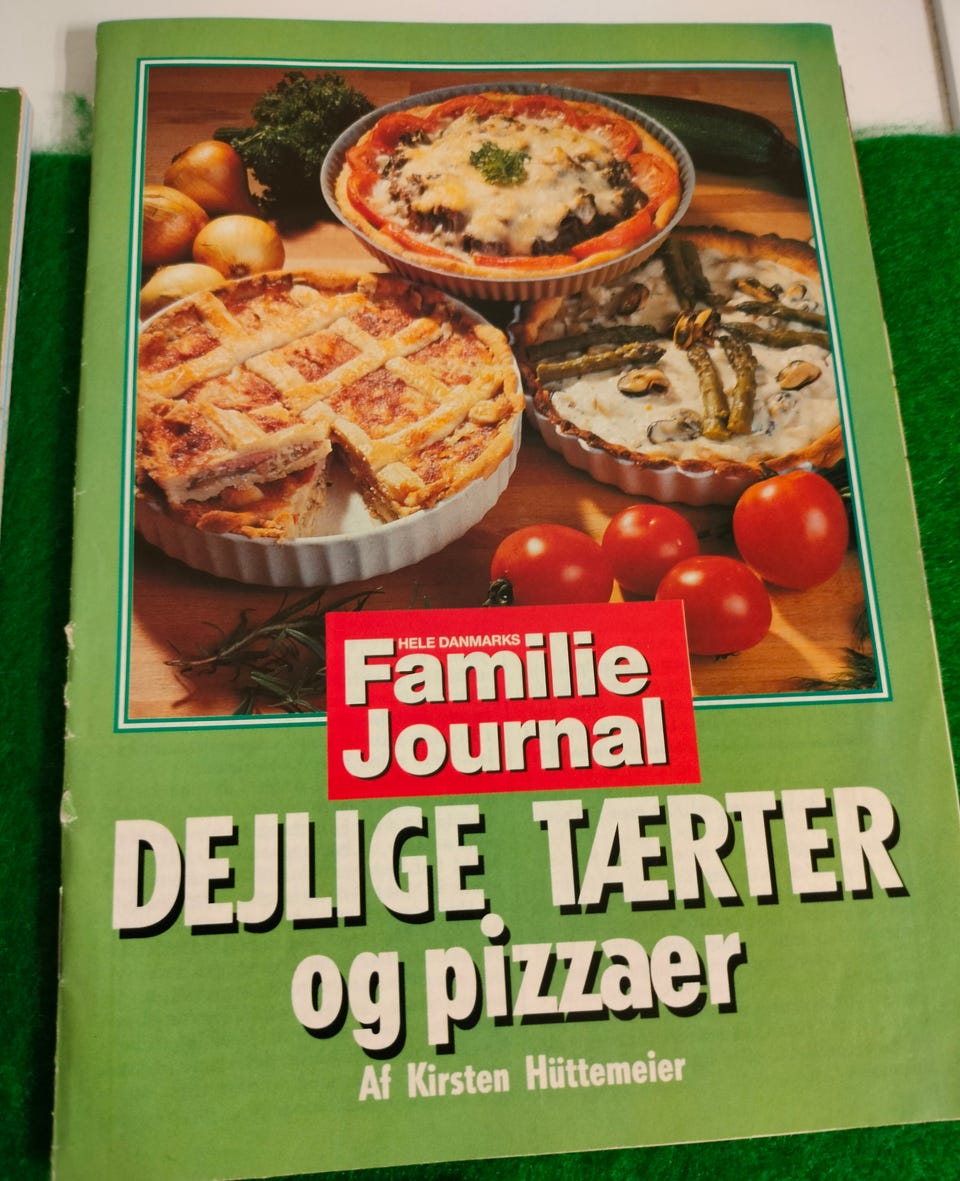 HELE DANMARKS
Familie
Journal
DEJLIGE TÆRTER
og pizzaer
Af Kirsten Hüttemeier